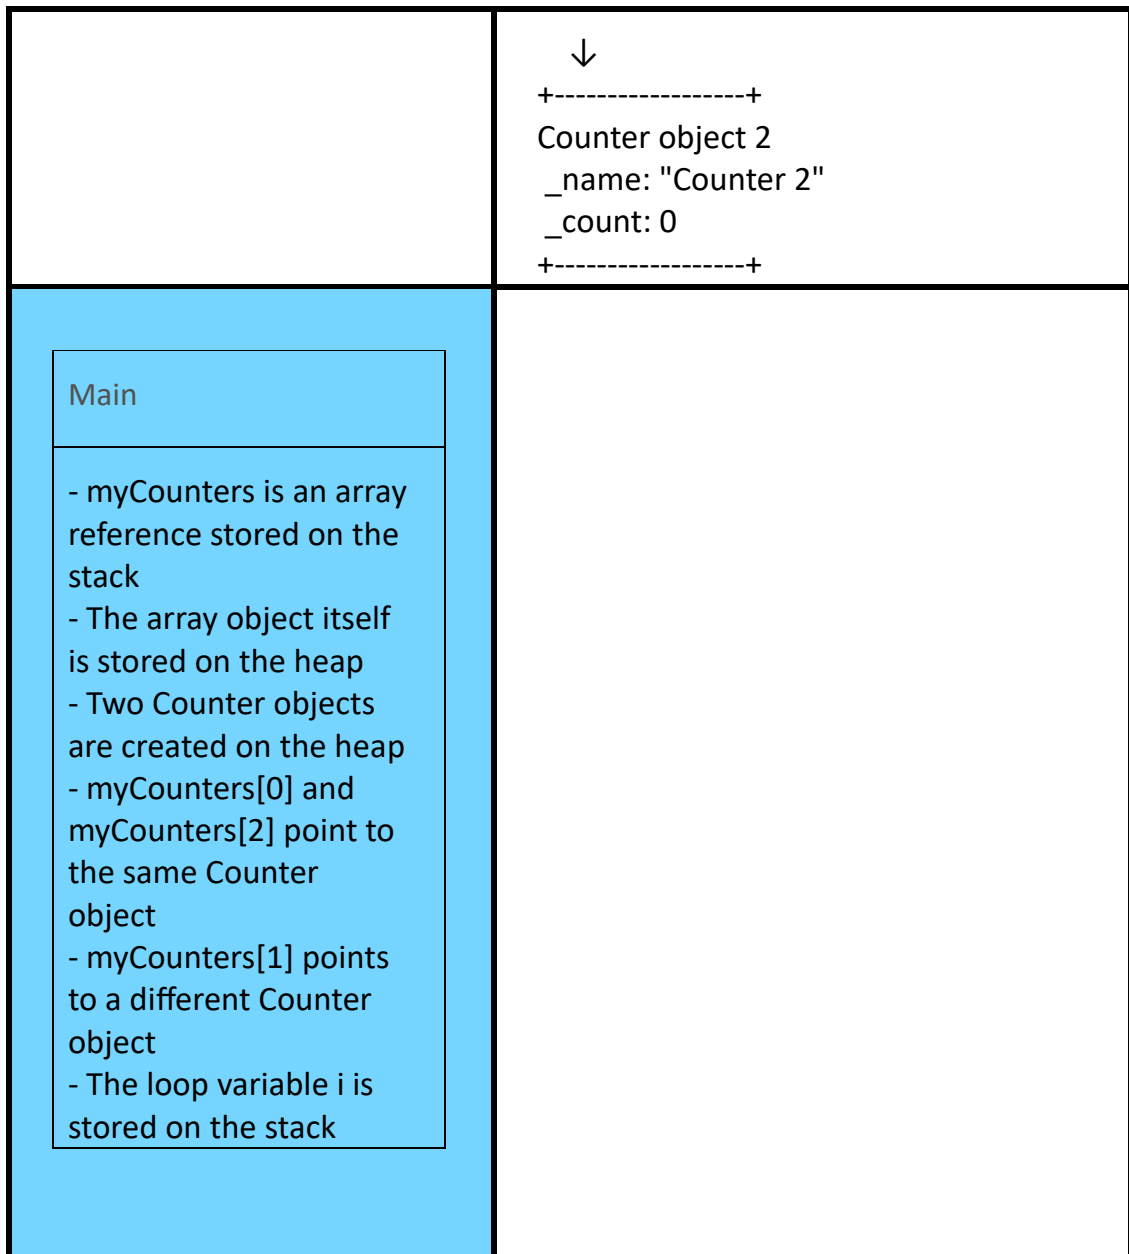 ↓
+------------------+
Counter object 2
_name: "Counter 2"
_count: 0
+------------------+
Main
- myCounters is an array
reference stored on the
stack
- The array object itself
is stored on the heap
- Two Counter objects
are created on the heap
- myCounters[0] and
myCounters[2] point to
the same Counter
object
- myCounters[1] points
to a different Counter
object
- The loop variable i is
stored on the stack